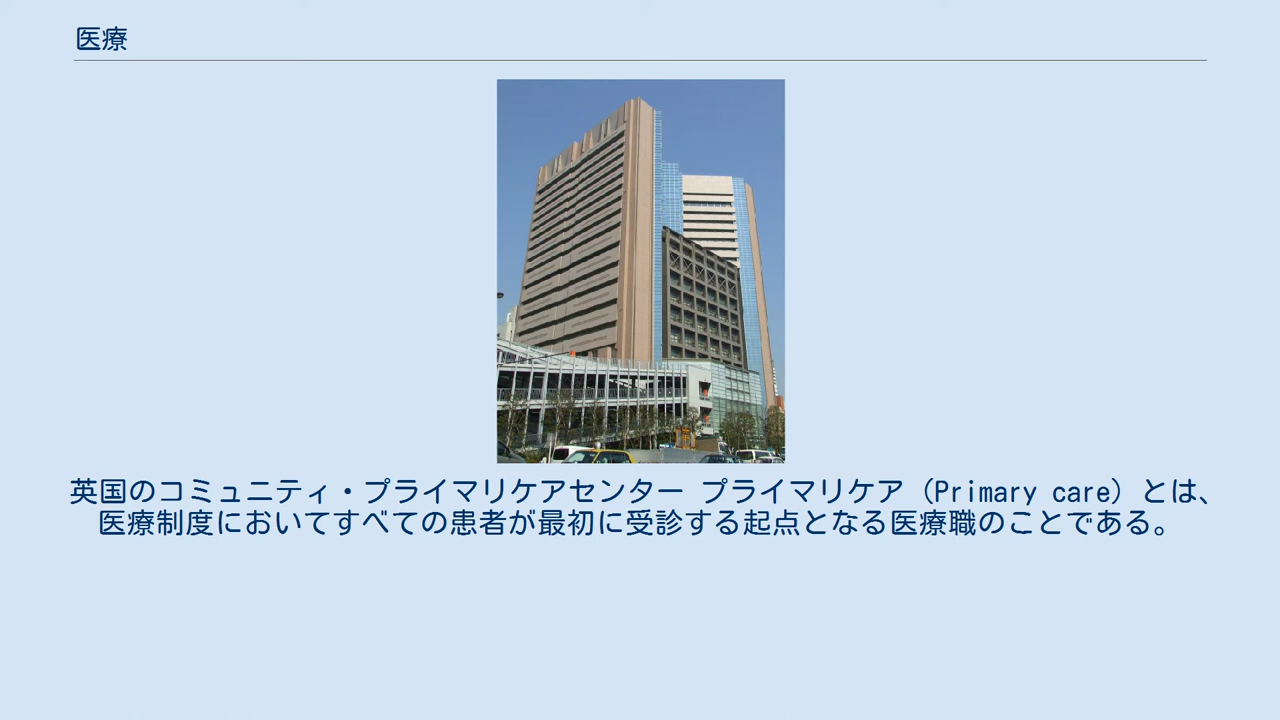 医療
英国のコミュニティ・プライマリケアセンター プライマリケア（Primary care）とは、
医療制度においてすべての患者が最初に受診する起点となる医療職のことである。